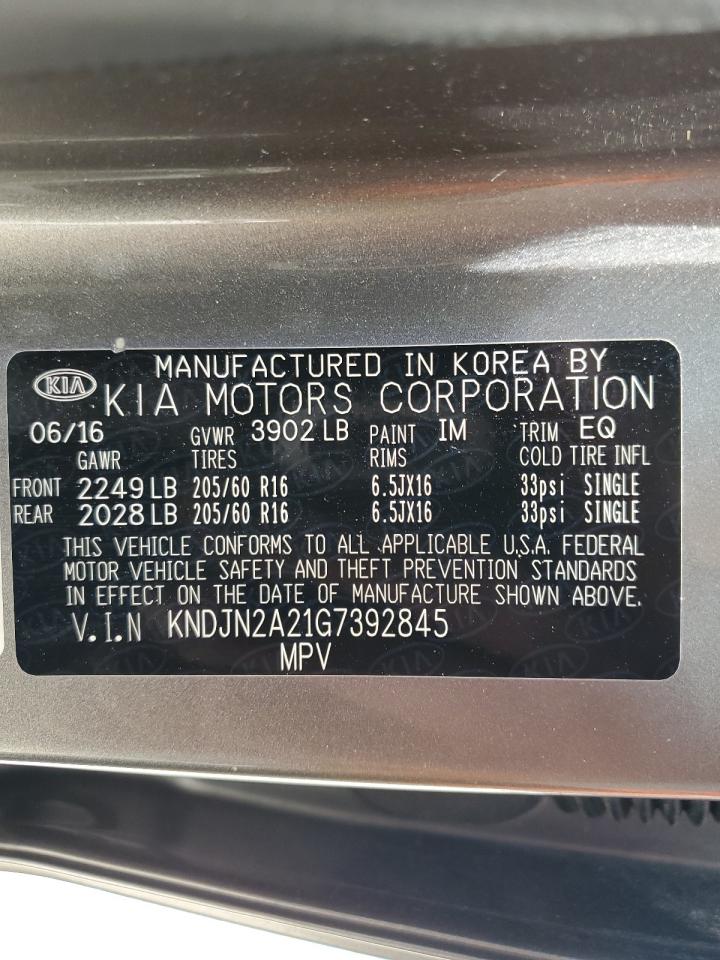 MANUFACTURED IN KOREA BY
KIA KIA MOTORS CORPORATION
06/16 GVWR 3902 LB PAINT IM TRIM EQ
GAWR TIRES RIMS COLD TIRE INFL
FRONT 2249 LB 205/60 R16 6.5JX16 33psi SINGLE
REAR 2028 LB 205/60 R16 6.5JX16 33psi SINGLE
THIS VEHICLE CONFORMS TO ALL APPLICABLE U.S.A. FEDERAL
MOTOR VEHICLE SAFETY AND THEFT PREVENTION STANDARDS
IN EFFECT ON THE DATE OF MANUFACTURE SHOWN ABOVE.
V.I.N KNDJN2A21G7392845
MPV